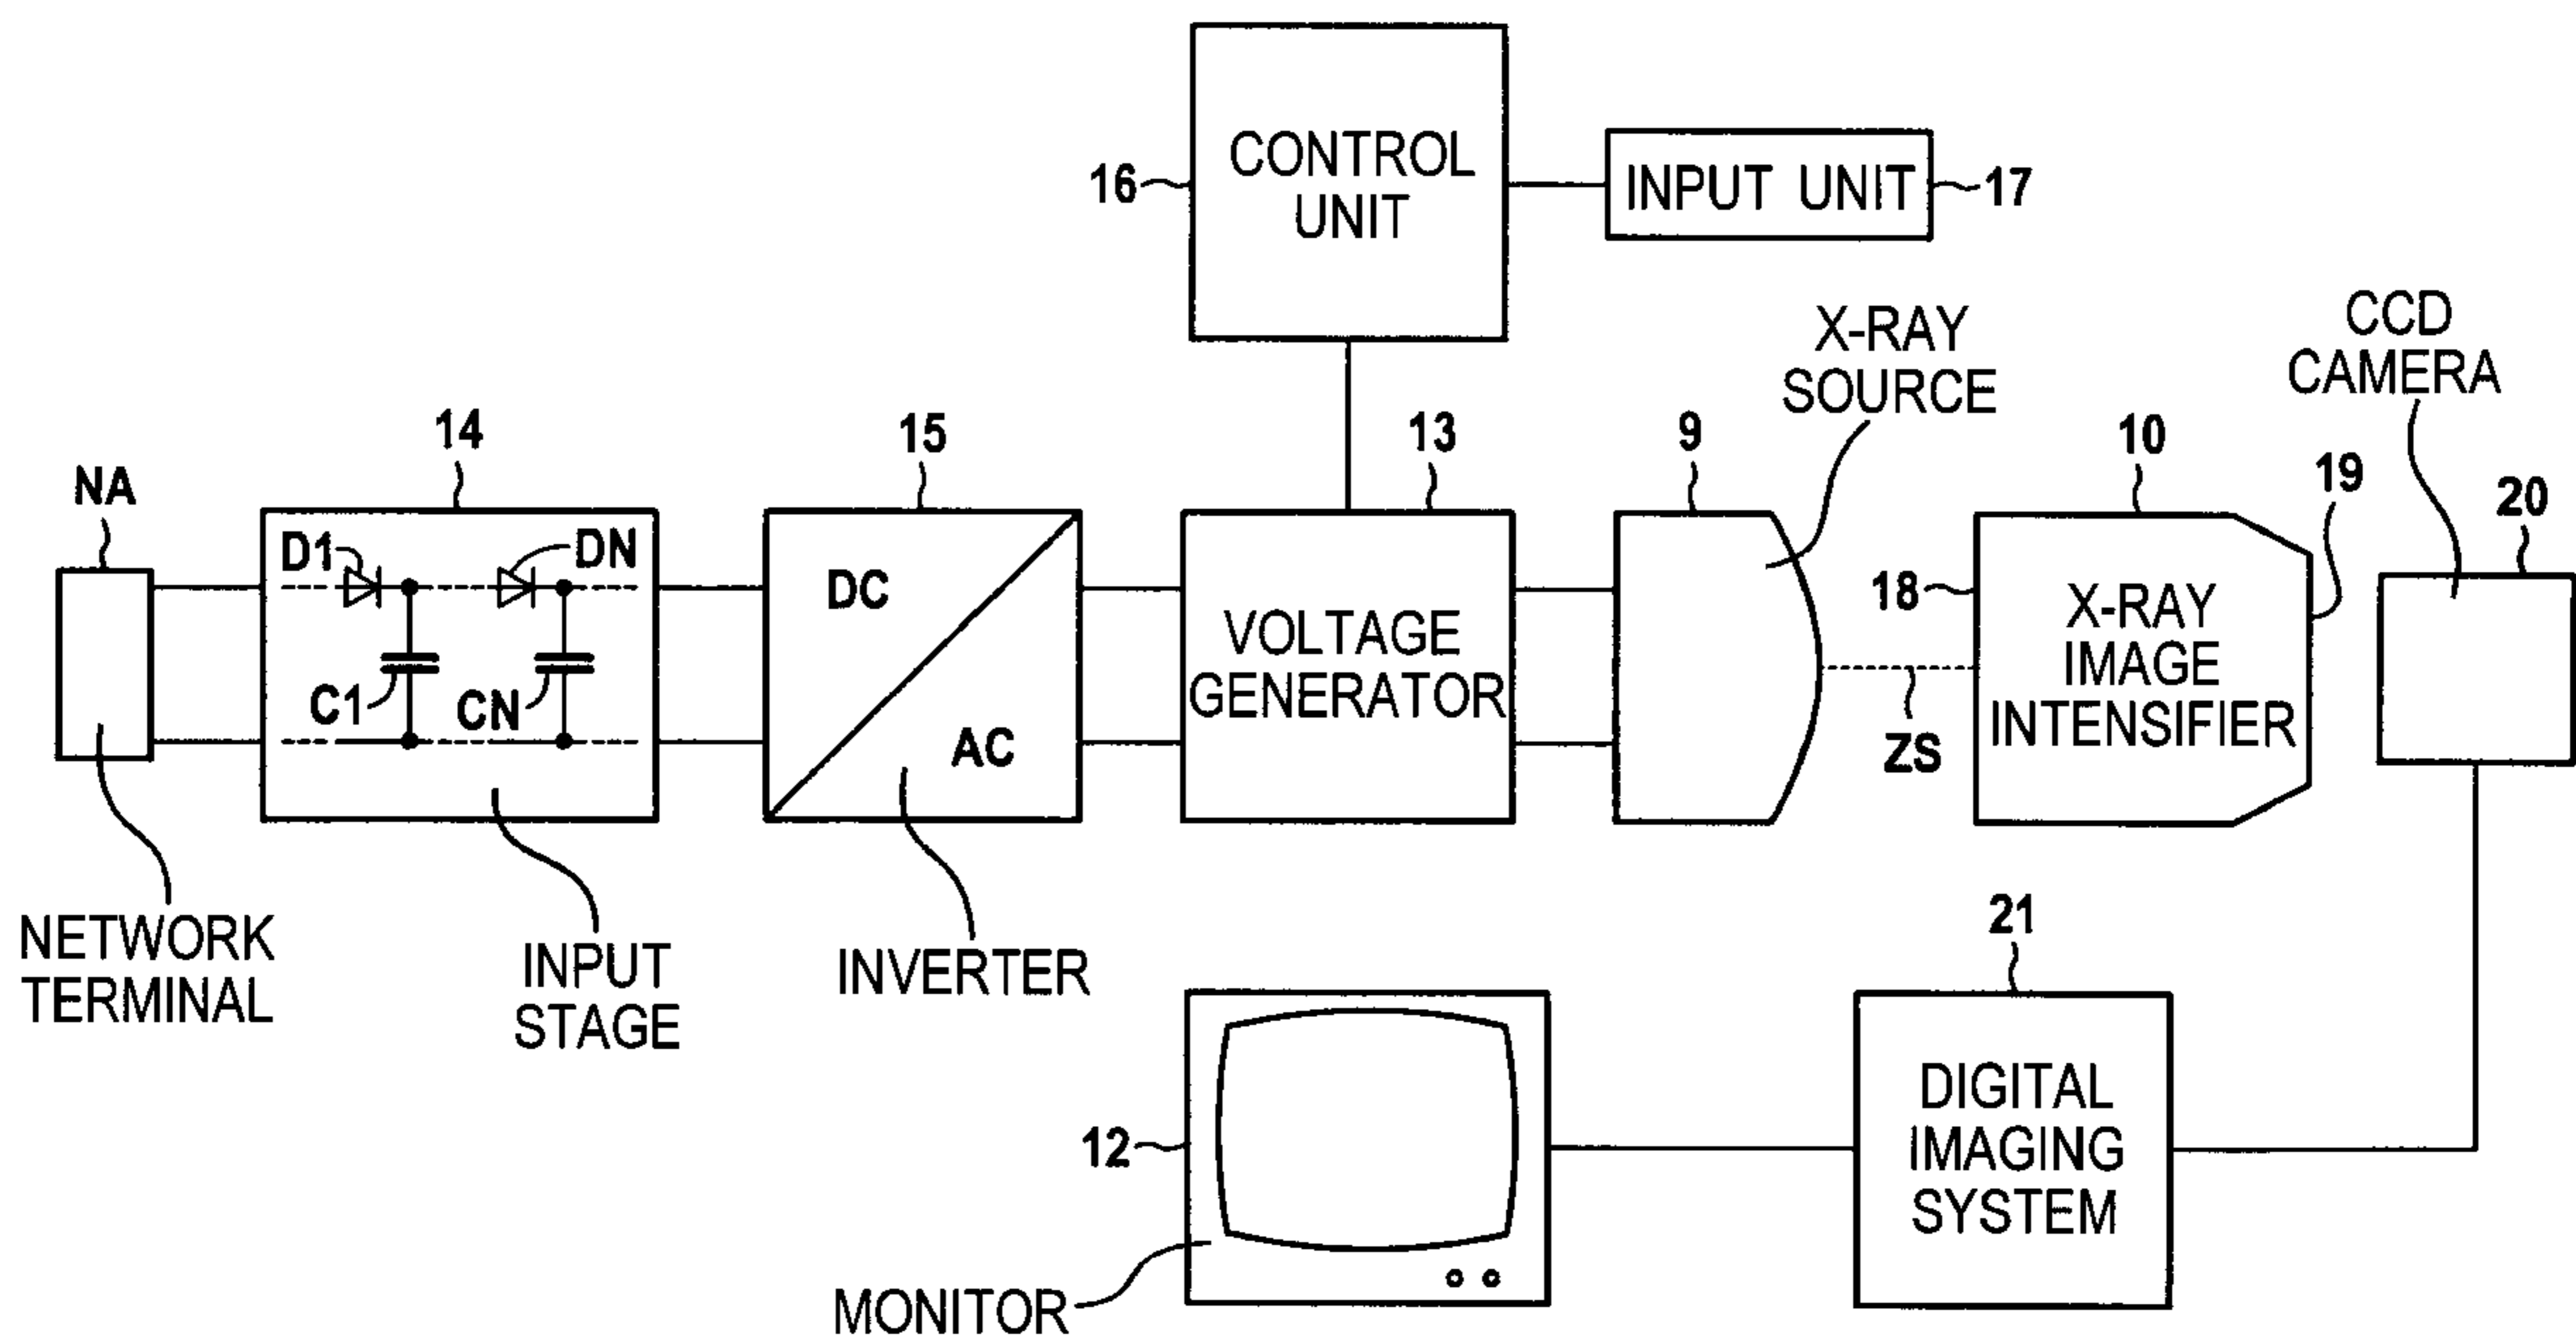 CONTROL
UNIT
16
INPUT UNIT
17
X-RAY
SOURCE
CCD
CAMERA
14
15
13
9
10
19
20
NA
D1
DN
C1
CN
DC
AC
VOLTAGE
GENERATOR
18
X-RAY
IMAGE
INTENSIFIER
ZS
NETWORK
TERMINAL
INPUT
STAGE
INVERTER
21
12
DIGITAL
IMAGING
SYSTEM
MONITOR